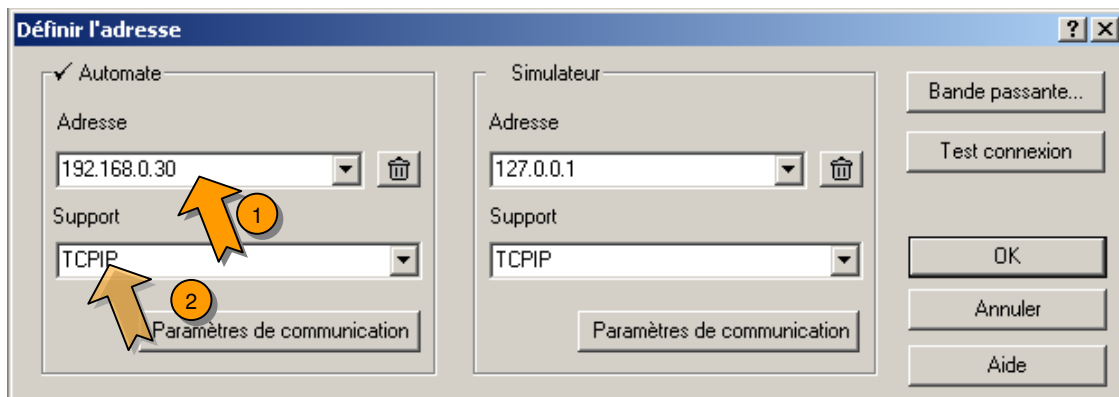 Définir l'adresse
Automate
Adresse
192.168.0.30
1
Support
TCPIP
2
Paramètres de communication
Simulateur
Adresse
127.0.0.1
Support
TCPIP
Paramètres de communication
Bande passante...
Test connexion
OK
Annuler
Aide